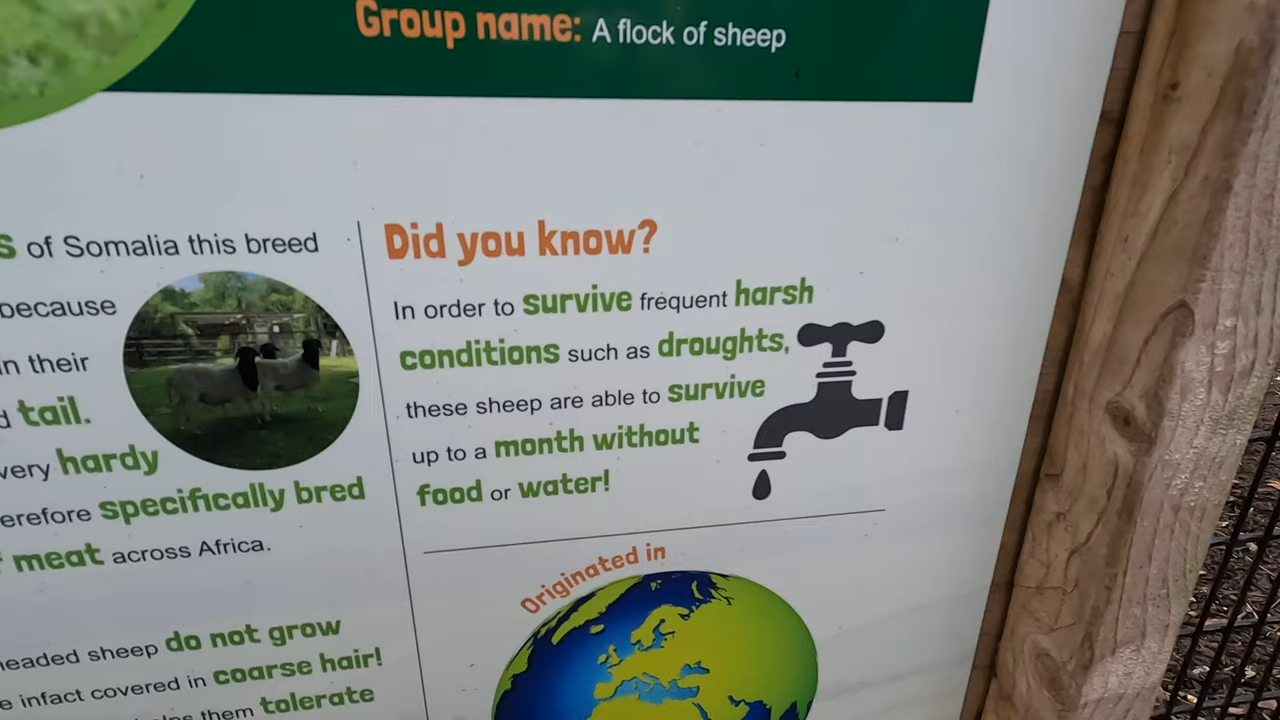 Group name: A flock of sheep
of Somalia this breed
because
in their
tail.
very hardy
specifically bred
meat across Africa.
headed sheep do not grow
infact covered in coarse hair!
them tolerate
Did you know?
In order to survive frequent harsh
conditions such as droughts,
these sheep are able to survive
up to a month without
food or water!
Originated in